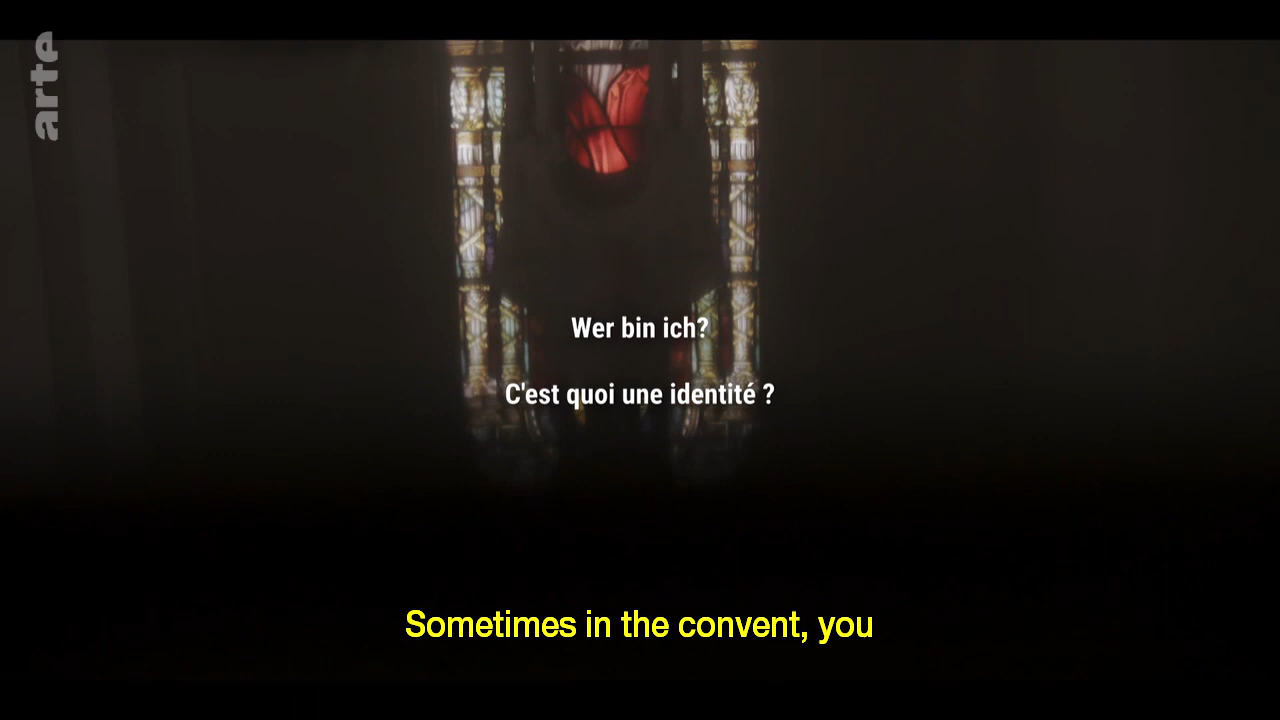 arte
Wer bin ich?
C'est quoi une identité ?
Sometimes in the convent, you